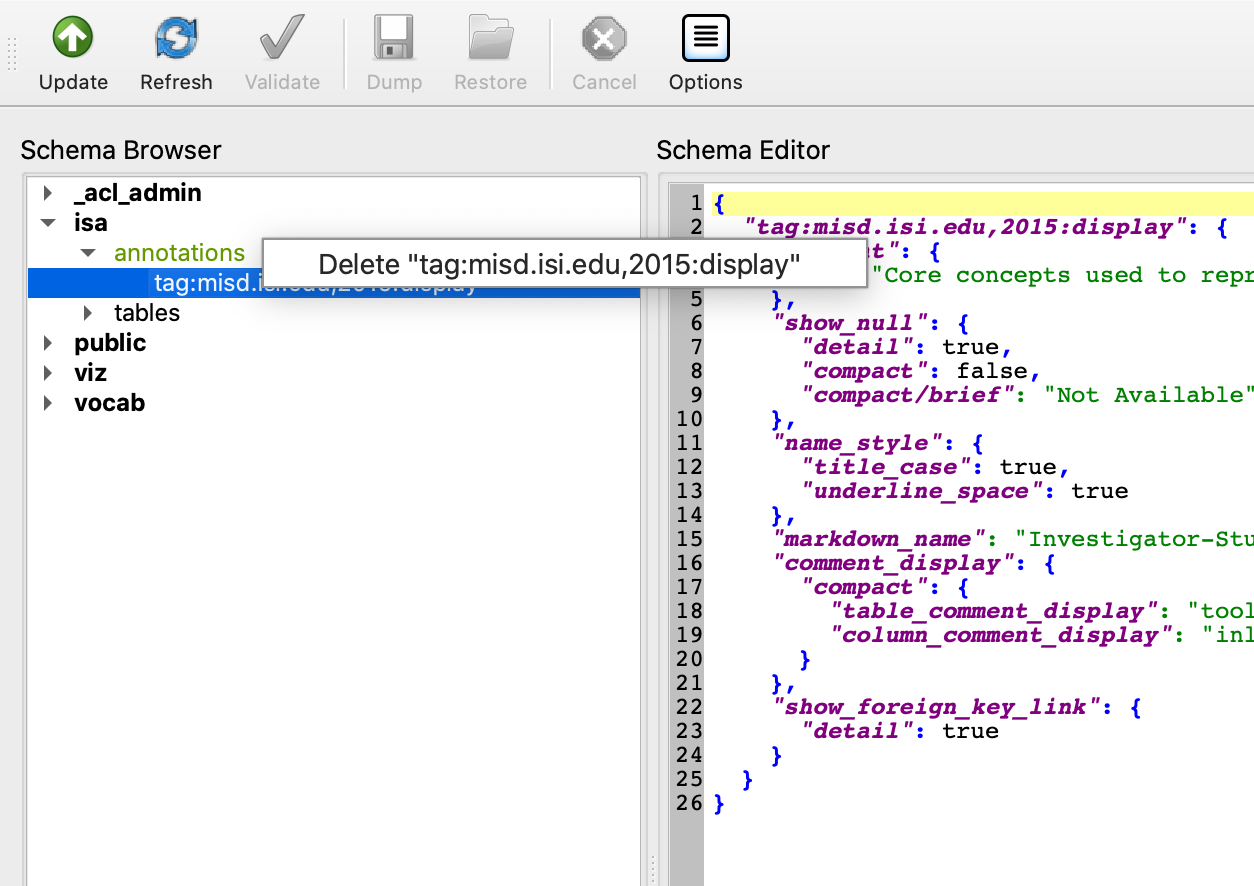 Update Refresh Validate Dump Restore Cancel Options
Schema Browser
_acl_admin
isa
annotations
Delete "tag:misd.isi.edu,2015:display"
tag:misd.isi.edu,2015:display
tables
public
viz
vocab
Schema Editor
1 {
2 "tag:misd.isi.edu,2015:display": {
": {
"Core concepts used to repr
5 },
6 "show_null": {
7 "detail": true,
8 "compact": false,
9 "compact/brief": "Not Available"
10 },
11 "name_style": {
12 "title_case": true,
13 "underline_space": true
14 },
15 "markdown_name": "Investigator-Stu
16 "comment_display": {
17 "compact": {
18 "table_comment_display": "tool
19 "column_comment_display": "inl
20 }
21 },
22 "show_foreign_key_link": {
23 "detail": true
24 }
25 }
26 }